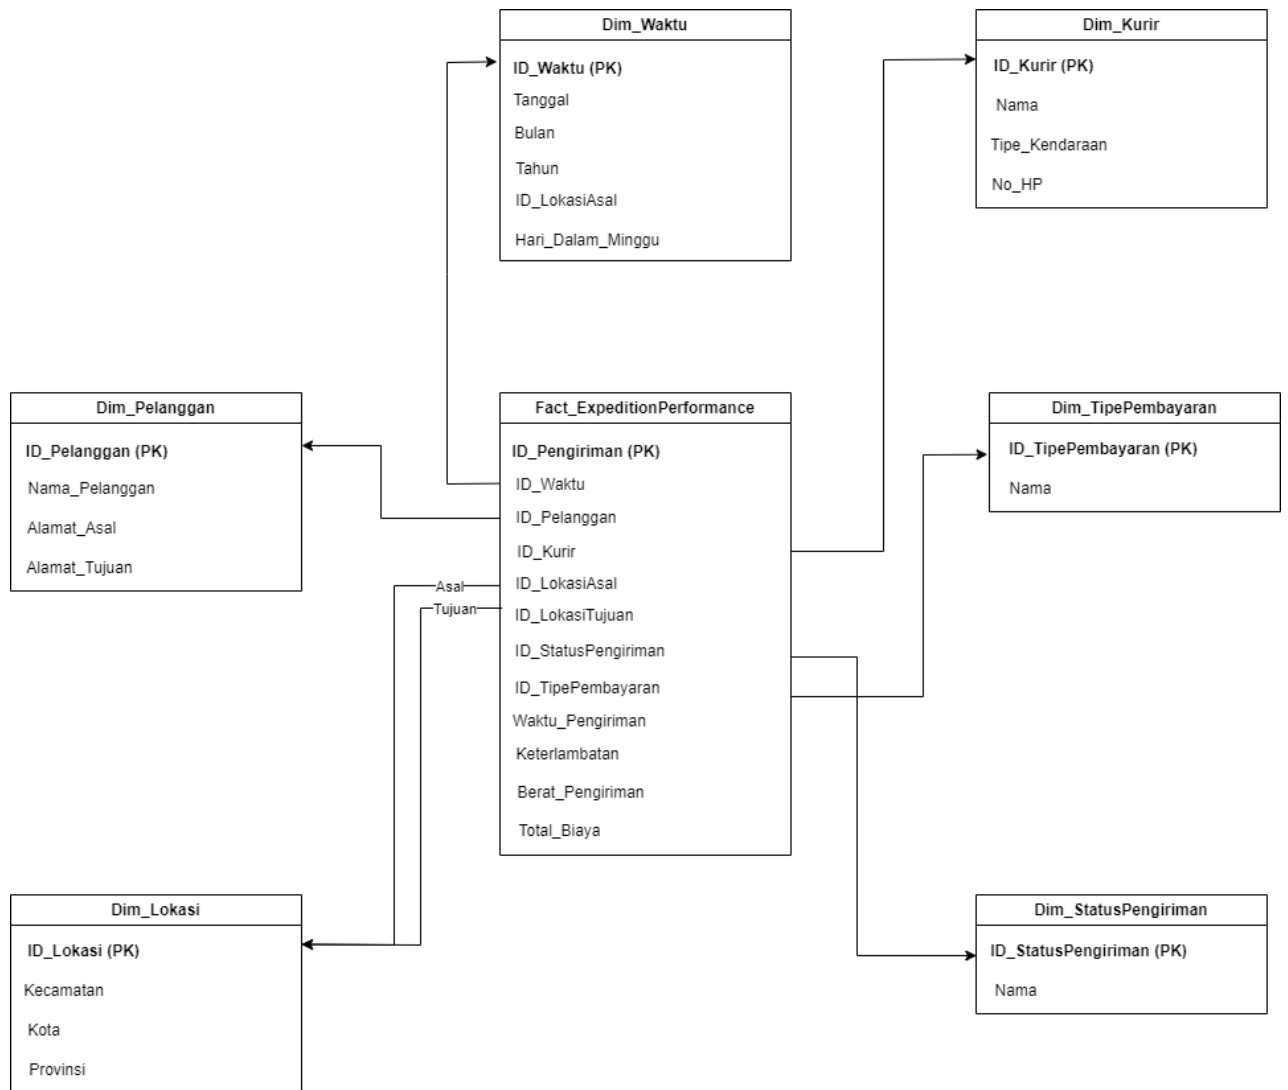 Dim_Waktu
ID_Waktu (PK)
Tanggal
Bulan
Tahun
ID_LokasiAsal
Hari_Dalam_Minggu
Dim_Kurir
ID_Kurir (PK)
Nama
Tipe_Kendaraan
No_HP
Dim_Pelanggan
ID_Pelanggan (PK)
Nama_Pelanggan
Alamat_Asal
Alamat_Tujuan
Fact_ExpeditionPerformance
ID_Pengiriman (PK)
ID_Waktu
ID_Pelanggan
ID_Kurir
ID_LokasiAsal
ID_LokasiTujuan
ID_StatusPengiriman
ID_TipePembayaran
Waktu_Pengiriman
Keterlambatan
Berat_Pengiriman
Total_Biaya
Dim_TipePembayaran
ID_TipePembayaran (PK)
Nama
Asal
Tujuan
Dim_Lokasi
ID_Lokasi (PK)
Kecamatan
Kota
Provinsi
Dim_StatusPengiriman
ID_StatusPengiriman (PK)
Nama